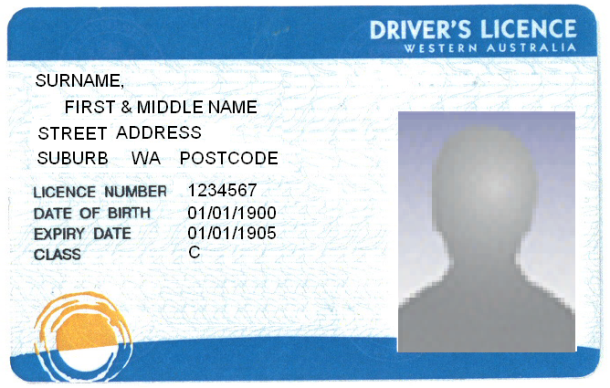 DRIVER'S LICENCE
WESTERN AUSTRALIA
SURNAME,
FIRST & MIDDLE NAME
STREET ADDRESS
SUBURB WA POSTCODE
LICENCE NUMBER 1234567
DATE OF BIRTH 01/01/1900
EXPIRY DATE 01/01/1905
CLASS C